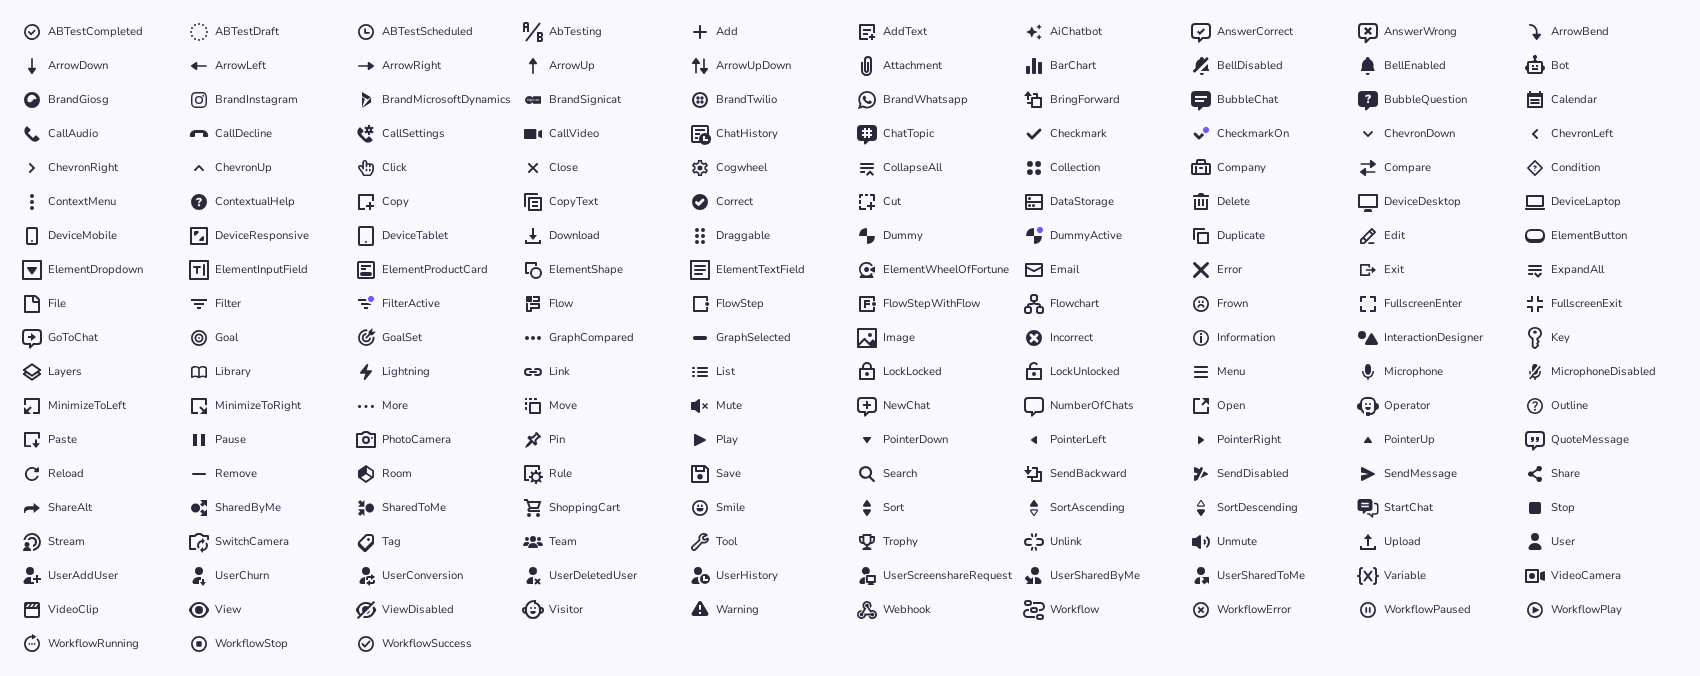 ABTestCompleted ABTestDraft ABTestScheduled AbTesting Add AddText AiChatbot AnswerCorrect AnswerWrong ArrowBend
ArrowDown ArrowLeft ArrowRight ArrowUp ArrowUpDown Attachment BarChart BellDisabled BellEnabled Bot
BrandGiosg BrandInstagram BrandMicrosoftDynamics BrandSignicat BrandTwilio BrandWhatsapp BringForward BubbleChat BubbleQuestion Calendar
CallAudio CallDecline CallSettings CallVideo ChatHistory ChatTopic Checkmark CheckmarkOn ChevronDown ChevronLeft
ChevronRight ChevronUp Click Close Cogwheel CollapseAll Collection Company Compare Condition
ContextMenu ContextualHelp Copy CopyText Correct Cut DataStorage Delete DeviceDesktop DeviceLaptop
DeviceMobile DeviceResponsive DeviceTablet Download Draggable Dummy DummyActive Duplicate Edit ElementButton
ElementDropdown ElementInputField ElementProductCard ElementShape ElementTextField ElementWheelOfFortune Email Error Exit ExpandAll
File Filter FilterActive Flow FlowStep FlowStepWithFlow Flowchart Frown FullscreenEnter FullscreenExit
GoToChat Goal GoalSet GraphCompared GraphSelected Image Incorrect Information InteractionDesigner Key
Layers Library Lightning Link List LockLocked LockUnlocked Menu Microphone MicrophoneDisabled
MinimizeToLeft MinimizeToRight More Move Mute NewChat NumberOfChats Open Operator Outline
Paste Pause PhotoCamera Pin Play PointerDown PointerLeft PointerRight PointerUp QuoteMessage
Reload Remove Room Rule Save Search SendBackward SendDisabled SendMessage Share
ShareAlt SharedByMe SharedToMe ShoppingCart Smile Sort SortAscending SortDescending StartChat Stop
Stream SwitchCamera Tag Team Tool Trophy Unlink Unmute Upload User
UserAddUser UserChurn UserConversion UserDeletedUser UserHistory UserScreenshareRequest UserSharedByMe UserSharedToMe Variable VideoCamera
VideoClip View ViewDisabled Visitor Warning Webhook Workflow WorkflowError WorkflowPaused WorkflowPlay
WorkflowRunning WorkflowStop WorkflowSuccess